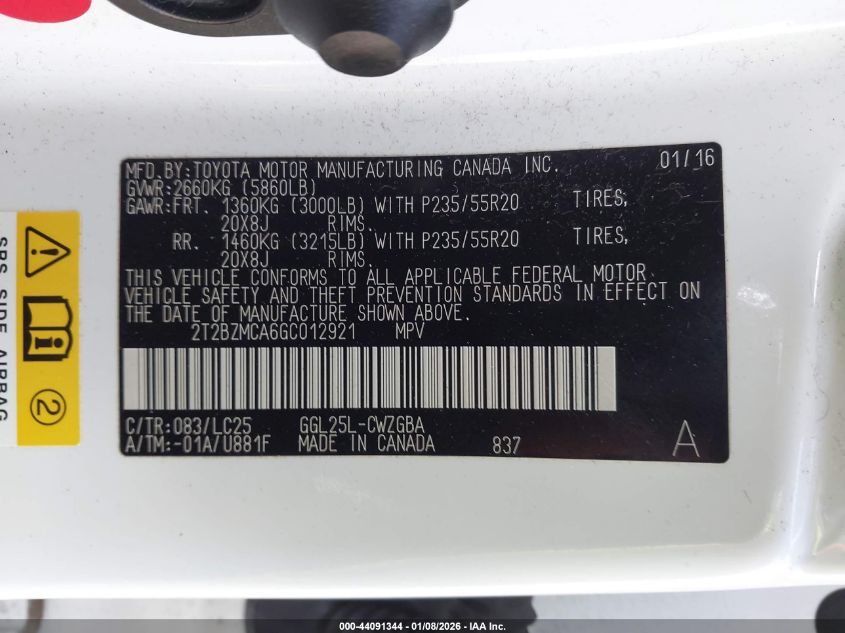 MFD.BY:TOYOTA MOTOR MANUFACTURING CANADA INC. 01/16
GVWR:2660KG (5860LB)
GAWR:FRT. 1360KG (3000LB) WITH P235/55R20 TIRES,
20X8J RIMS.
RR. 1460KG (3215LB) WITH P235/55R20 TIRES,
20X8J RIMS.
THIS VEHICLE CONFORMS TO ALL APPLICABLE FEDERAL MOTOR
VEHICLE SAFETY AND THEFT PREVENTION STANDARDS IN EFFECT ON
THE DATE OF MANUFACTURE SHOWN ABOVE.
2T2BZMCA6GC012921 MPV
C/TR:083/LC25 GGL25L-CWZGBA
A/TM:-01A/U881F MADE IN CANADA 837 A
SRS SIDE AIRBAG
2
000-44091344 | 01/08/2026 - IAA Inc.